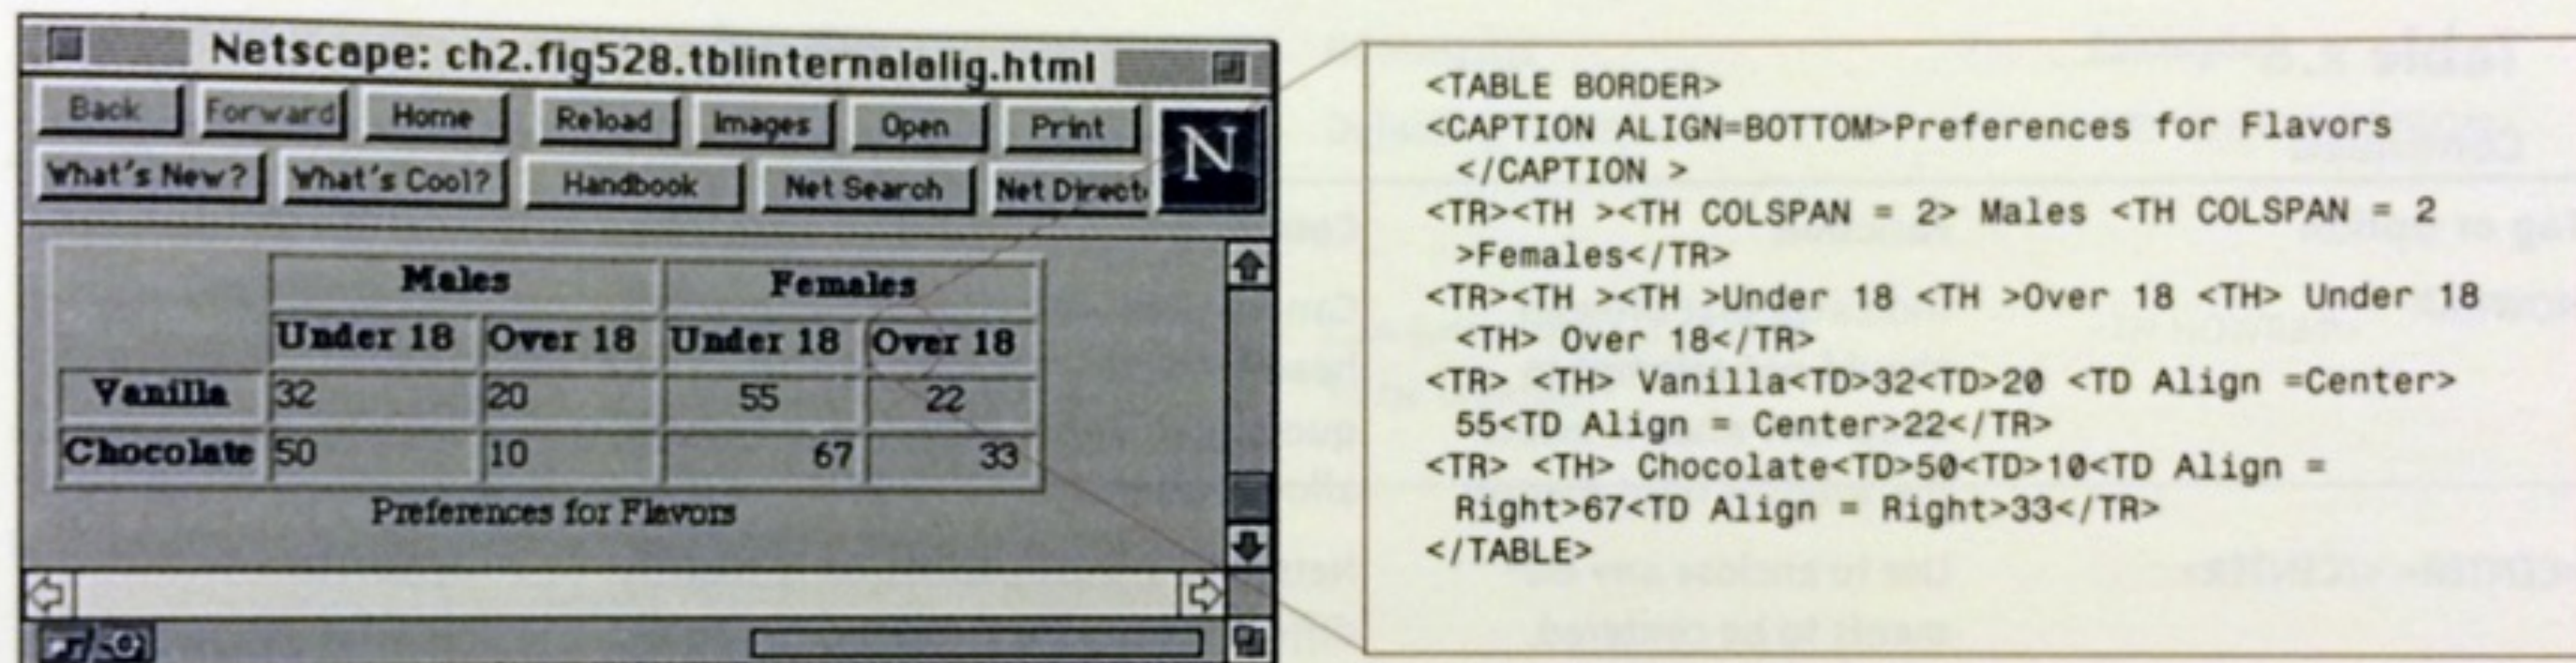 Netscape: ch2.fig528.tblinternalalig.html
Back Forward Home Reload Images Open Print
N
What's New? What's Cool? Handbook Net Search Net Direct
Males Females
Under 18 Over 18 Under 18 Over 18
Vanilla 32 20 55 22
Chocolate 50 10 67 33
Preferences for Flavors
<TABLE BORDER>
<CAPTION ALIGN=BOTTOM>Preferences for Flavors
</CAPTION >
<TR><TH ><TH COLSPAN = 2> Males <TH COLSPAN = 2
>Females</TR>
<TR><TH ><TH >Under 18 <TH >Over 18 <TH> Under 18
<TH> Over 18</TR>
<TR> <TH> Vanilla<TD>32<TD>20 <TD Align =Center>
55<TD Align = Center>22</TR>
<TR> <TH> Chocolate<TD>50<TD>10<TD Align =
Right>67<TD Align = Right>33</TR>
</TABLE>